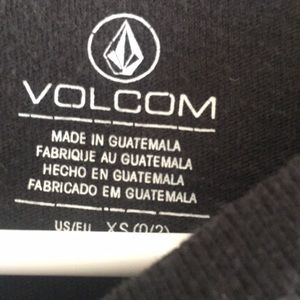 VOLCOM
MADE IN GUATEMALA
FABRIQUE AU GUATEMALA
HECHO EN GUATEMALA
FABRICADO EM GUATEMALA
US/EU XS (0/2)